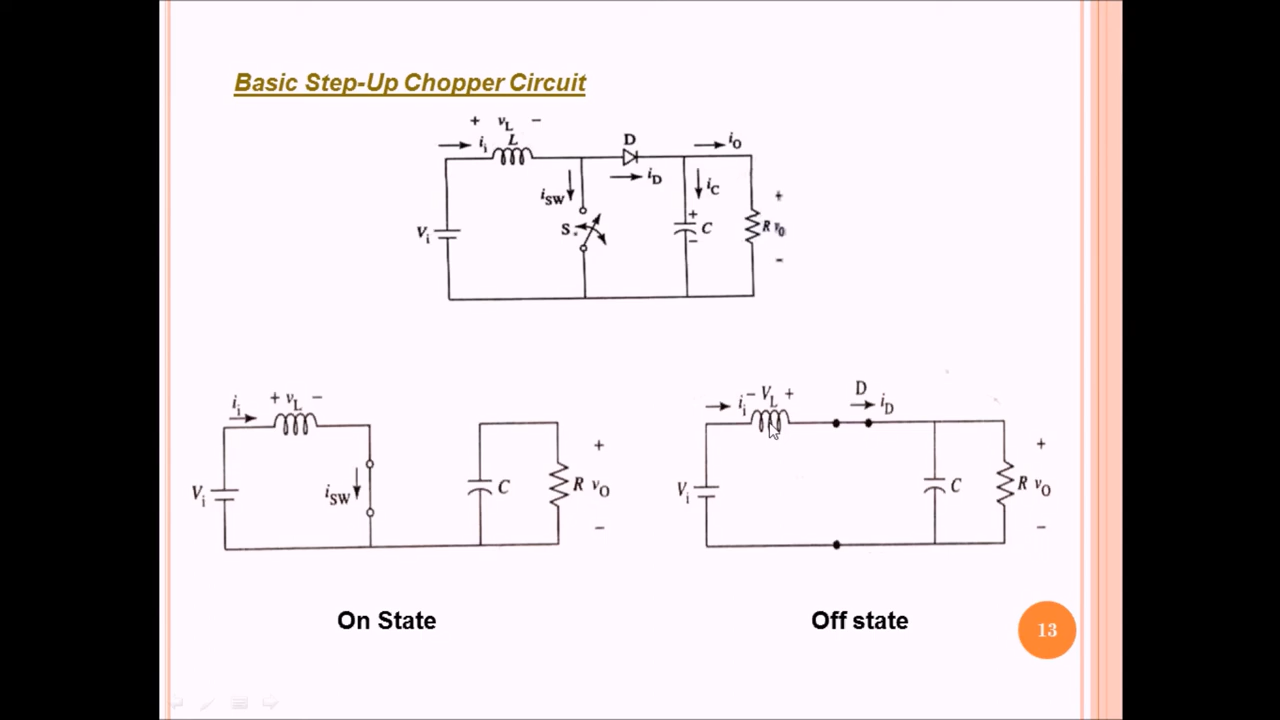 Basic Step-Up Chopper Circuit
+ vL −
ii L D iO
iSW iD iC
+ +
Vi S C R vO
− −
ii + vL −
+
Vi iSW C R vO
−
On State
ii − VL + D iD
+
Vi C R vO
−
Off state
13